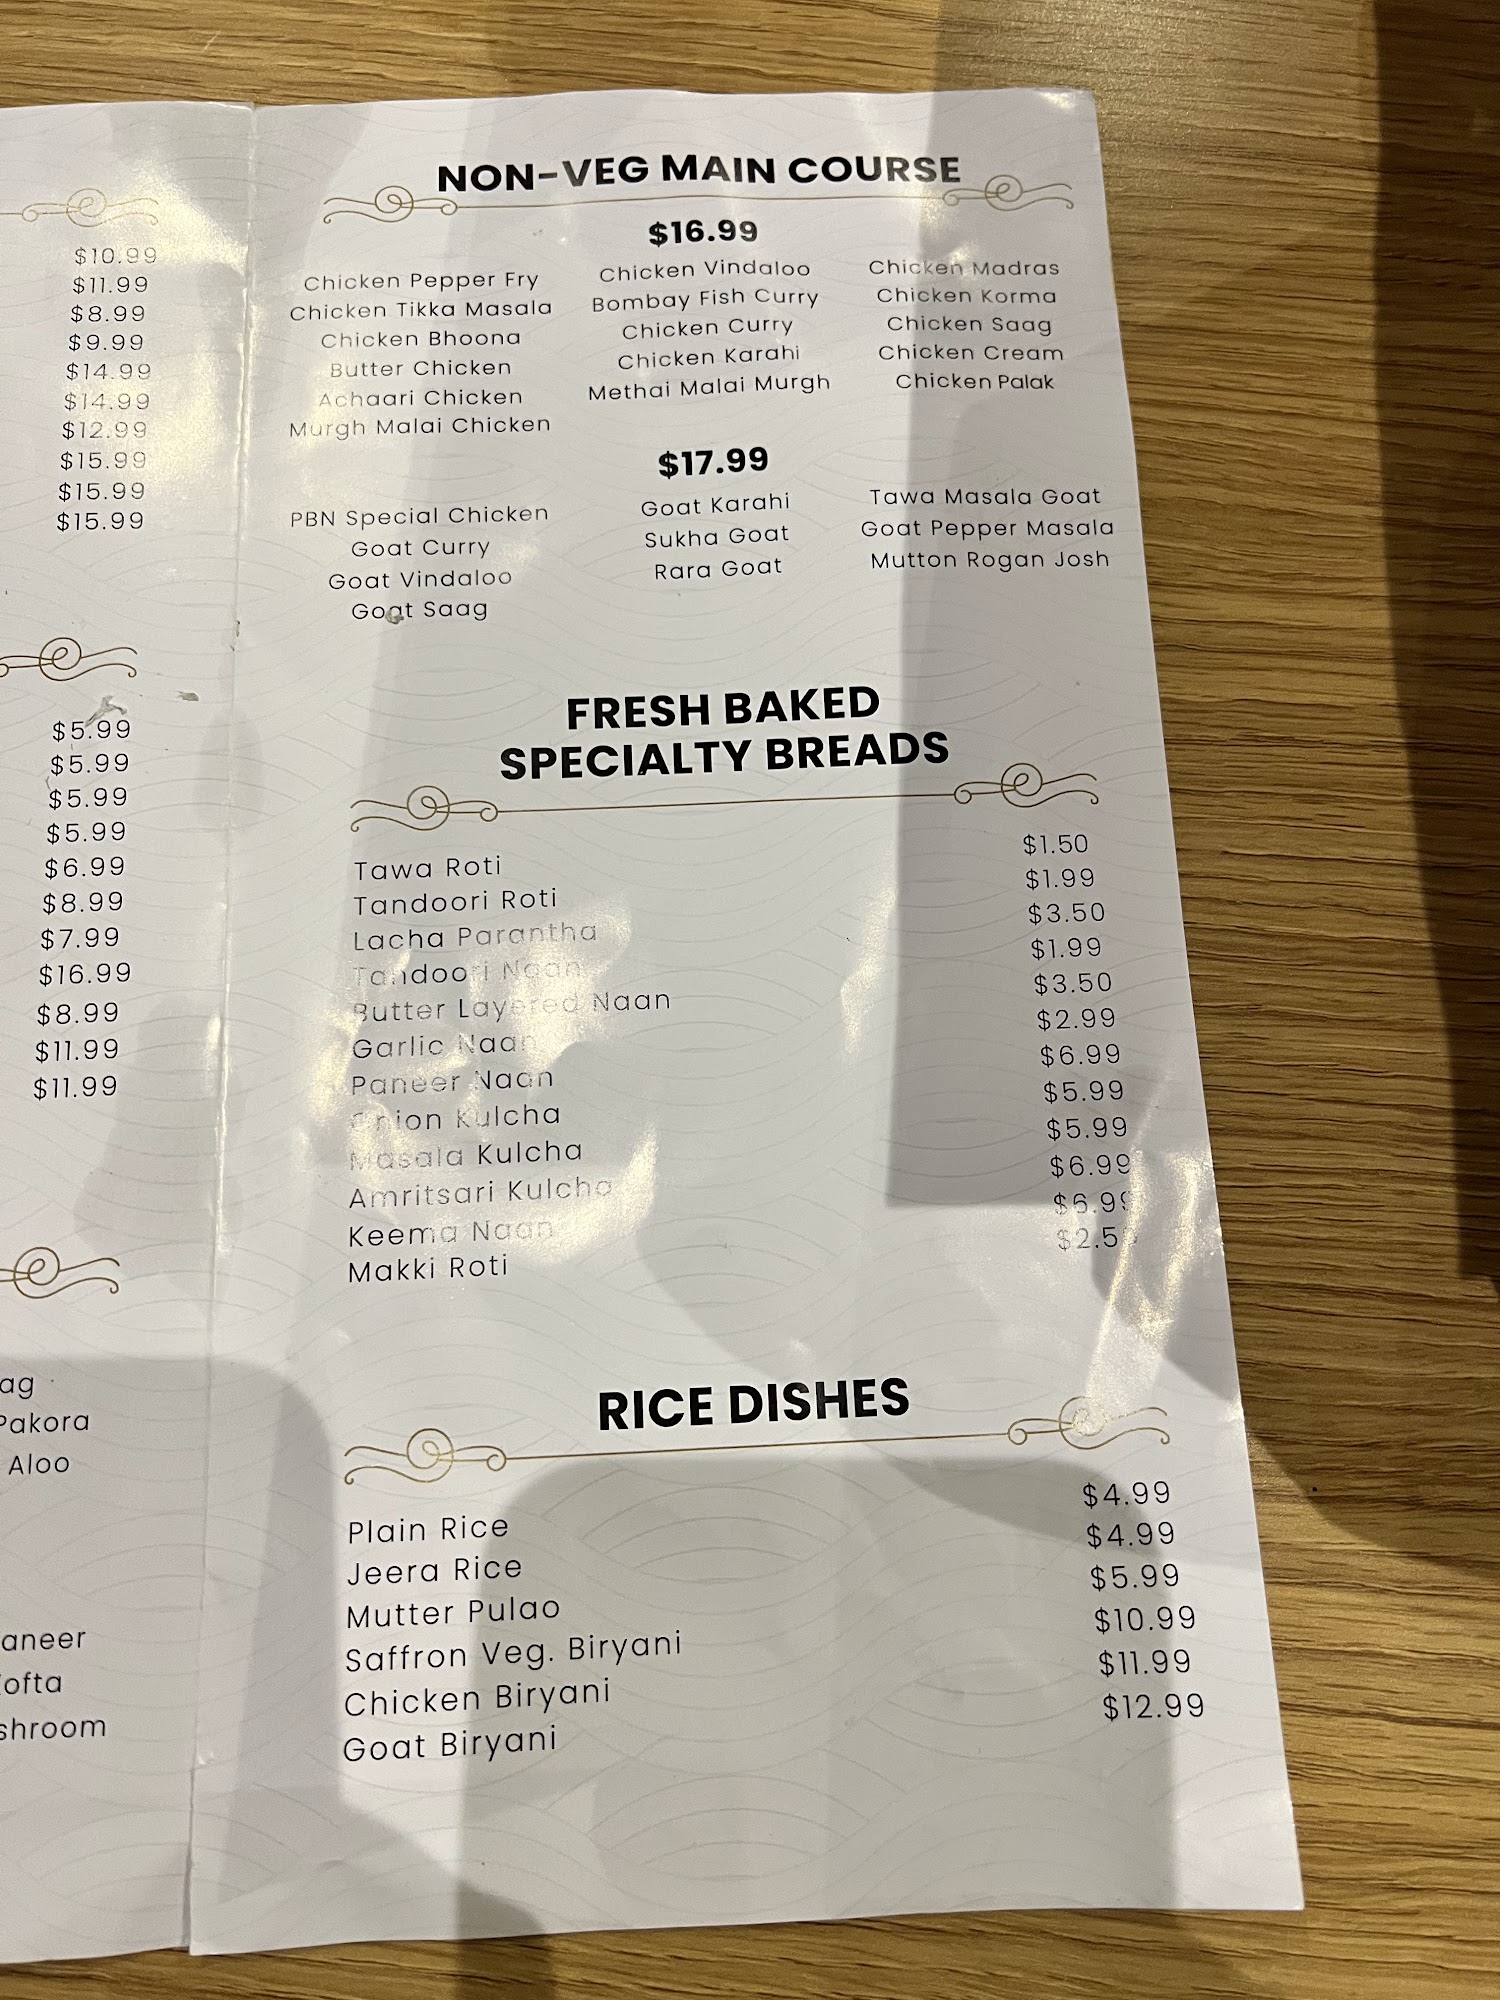 $10.99
$11.99
$8.99
$9.99
$14.99
$14.99
$12.99
$15.99
$15.99
$15.99
$5.99
$5.99
$5.99
$5.99
$6.99
$8.99
$7.99
$16.99
$8.99
$11.99
$11.99
ag
Pakora
Aloo
aneer
ofta
shroom
NON-VEG MAIN COURSE
$16.99
Chicken Pepper Fry
Chicken Tikka Masala
Chicken Bhoona
Butter Chicken
Achaari Chicken
Murgh Malai Chicken
Chicken Vindaloo
Bombay Fish Curry
Chicken Curry
Chicken Karahi
Methai Malai Murgh
Chicken Madras
Chicken Korma
Chicken Saag
Chicken Cream
Chicken Palak
$17.99
PBN Special Chicken
Goat Curry
Goat Vindaloo
Goat Saag
Goat Karahi
Sukha Goat
Rara Goat
Tawa Masala Goat
Goat Pepper Masala
Mutton Rogan Josh
FRESH BAKED
SPECIALTY BREADS
Tawa Roti $1.50
Tandoori Roti $1.99
Lacha Parantha $3.50
Tandoori Naan $1.99
Butter Layered Naan $3.50
Garlic Naan $2.99
Paneer Naan $6.99
Onion Kulcha $5.99
Masala Kulcha $5.99
Amritsari Kulcha $6.99
Keema Naan $6.99
Makki Roti $2.5
RICE DISHES
Plain Rice $4.99
Jeera Rice $4.99
Mutter Pulao $5.99
Saffron Veg. Biryani $10.99
Chicken Biryani $11.99
Goat Biryani $12.99